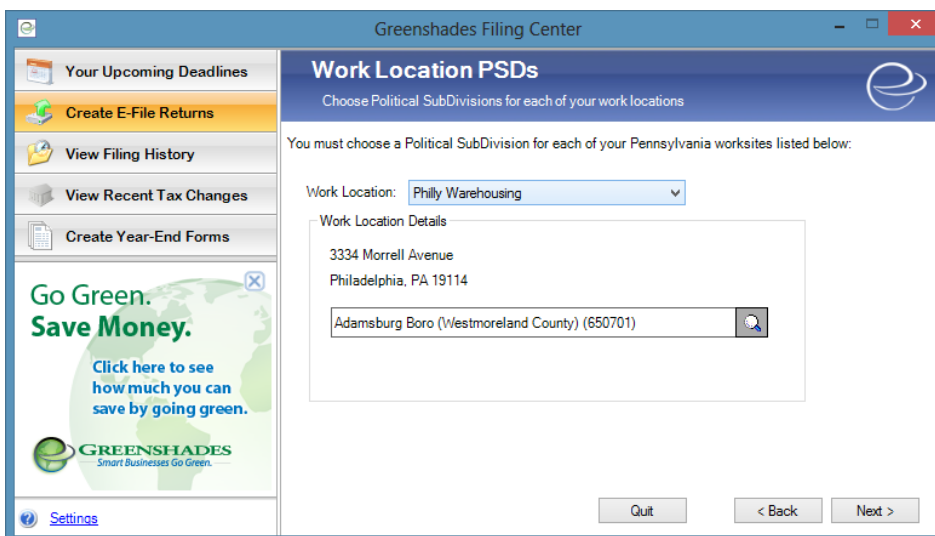 Greenshades Filing Center
Your Upcoming Deadlines
Create E-File Returns
View Filing History
View Recent Tax Changes
Create Year-End Forms
Go Green.
Save Money.
Click here to see
how much you can
save by going green.
GREENSHADES
Smart Businesses Go Green.
Settings
Work Location PSDs
Choose Political SubDivisions for each of your work locations
You must choose a Political SubDivision for each of your Pennsylvania worksites listed below:
Work Location: Philly Warehousing
Work Location Details
3334 Morrell Avenue
Philadelphia, PA 19114
Adamsburg Boro (Westmoreland County) (650701)
Quit < Back Next >